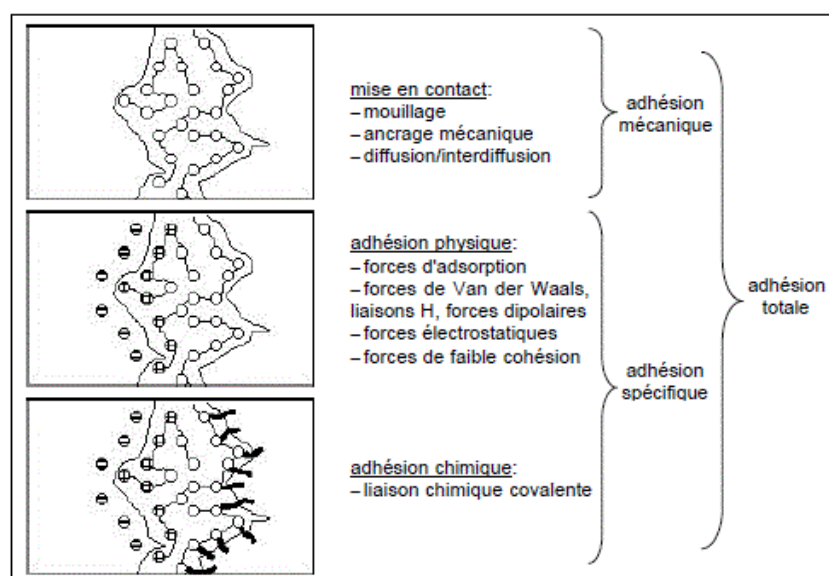 mise en contact:
– mouillage
– ancrage mécanique
– diffusion/interdiffusion
adhésion
mécanique
adhésion physique:
– forces d'adsorption
– forces de Van der Waals,
liaisons H, forces dipolaires
– forces électrostatiques
– forces de faible cohésion
adhésion
totale
adhésion
spécifique
adhésion chimique:
– liaison chimique covalente